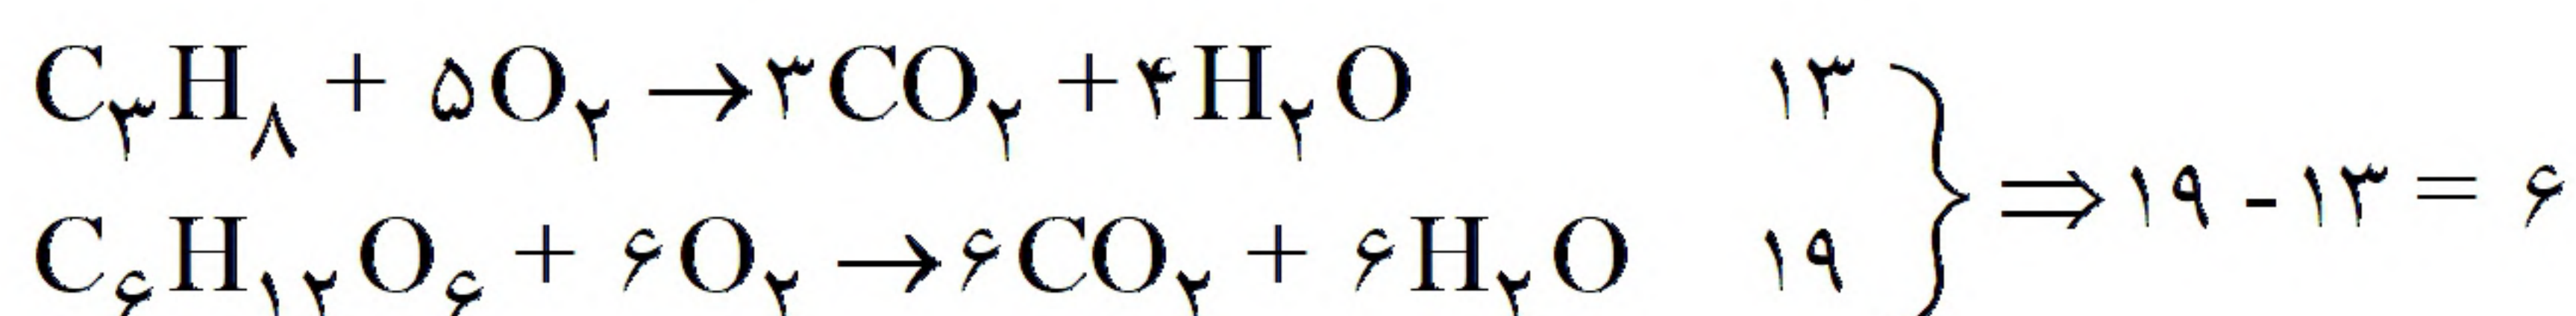 C۳H۸ + ۵O۲ → ۳CO۲ + ۴H۲O ۱۳
C۶H۱۲O۶ + ۶O۲ → ۶CO۲ + ۶H۲O ۱۹
} ⇒ ۱۹ - ۱۳ = ۶